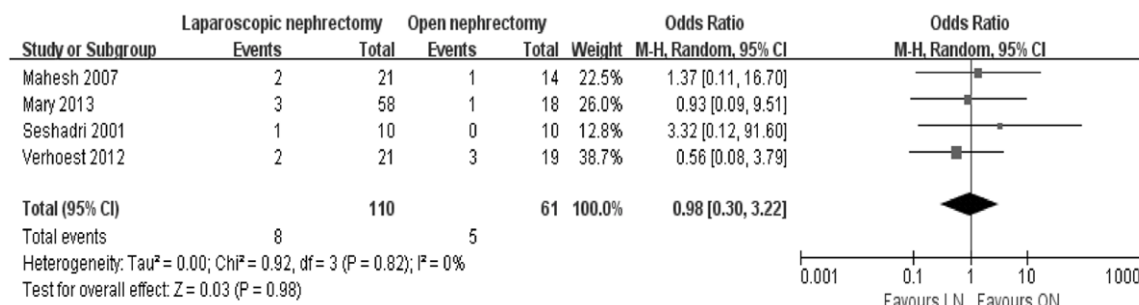 Laparoscopic nephrectomy Open nephrectomy Odds Ratio Odds Ratio
Study or Subgroup Events Total Events Total Weight M-H, Random, 95% CI M-H, Random, 95% CI
Mahesh 2007 2 21 1 14 22.5% 1.37 [0.11, 16.70]
Mary 2013 3 58 1 18 26.0% 0.93 [0.09, 9.51]
Seshadri 2001 1 10 0 10 12.8% 3.32 [0.12, 91.60]
Verhoest 2012 2 21 3 19 38.7% 0.56 [0.08, 3.79]
Total (95% CI) 110 61 100.0% 0.98 [0.30, 3.22]
Total events 8 5
Heterogeneity: Tau² = 0.00; Chi² = 0.92, df = 3 (P = 0.82); I² = 0%
Test for overall effect: Z = 0.03 (P = 0.98)
0.001 0.1 1 10 1000
Favours LN Favours ON